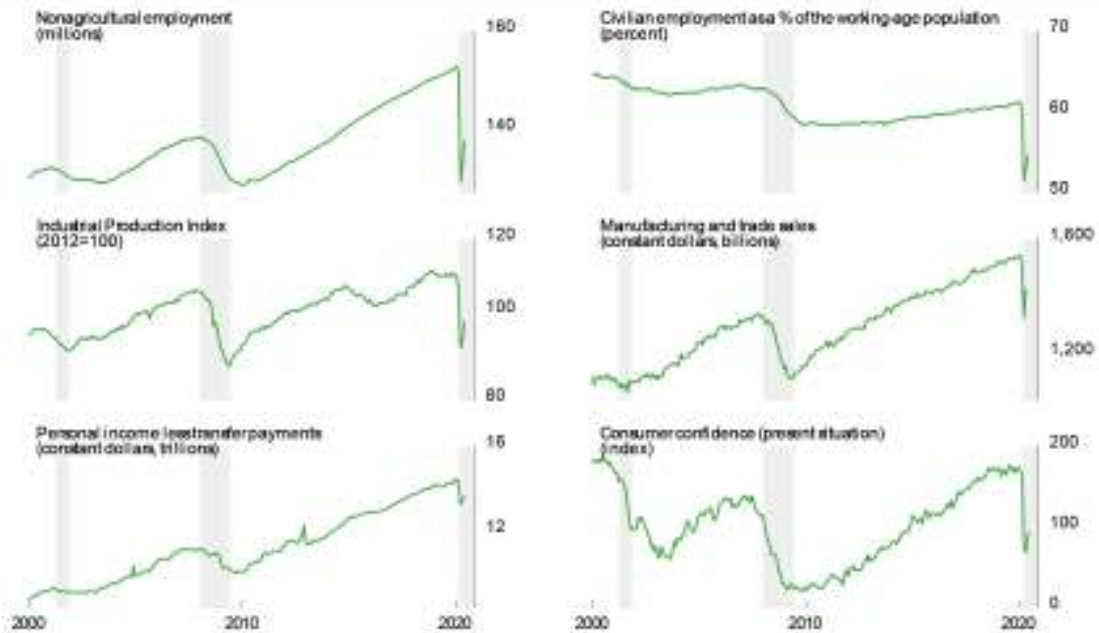 Nonagricultural employment
(millions)
160
140
Civilian employment as a % of the working-age population
(percent)
70
60
50
Industrial Production Index
(2012=100)
120
100
80
Manufacturing and trade sales
(constant dollars, billions)
1,600
1,200
Personal income less transfer payments
(constant dollars, trillions)
16
12
2000
2010
2020
Consumer confidence (present situation)
(index)
200
100
0
2000
2010
2020